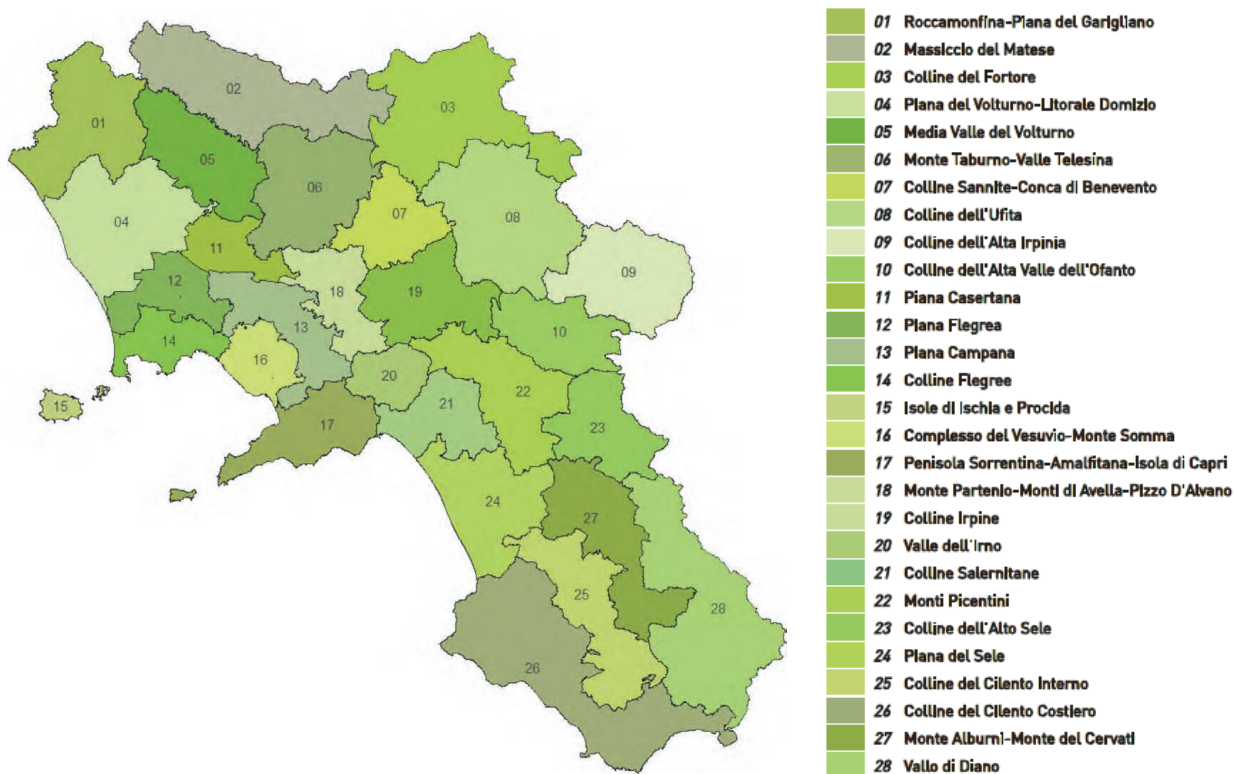 01
02
03
04
05
06
07
08
09
10
11
12
13
14
15
16
17
18
19
20
21
22
23
24
25
26
27
28
01 Roccamonfina-Piana del Garigliano
02 Massiccio del Matese
03 Colline del Fortore
04 Piana del Volturno-Litorale Domizio
05 Media Valle del Volturno
06 Monte Taburno-Valle Telesina
07 Colline Sannite-Conca di Benevento
08 Colline dell'Ufita
09 Colline dell'Alta Irpinia
10 Colline dell'Alta Valle dell'Ofanto
11 Piana Casertana
12 Piana Flegrea
13 Piana Campana
14 Colline Flegree
15 Isole di Ischia e Procida
16 Complesso del Vesuvio-Monte Somma
17 Penisola Sorrentina-Amalfitana-Isola di Capri
18 Monte Partenio-Monti di Avella-Pizzo D'Alvano
19 Colline Irpine
20 Valle dell'Irno
21 Colline Salernitane
22 Monti Picentini
23 Colline dell'Alto Sele
24 Piana del Sele
25 Colline del Cilento Interno
26 Colline del Cilento Costiero
27 Monte Alburni-Monte del Cervati
28 Vallo di Diano